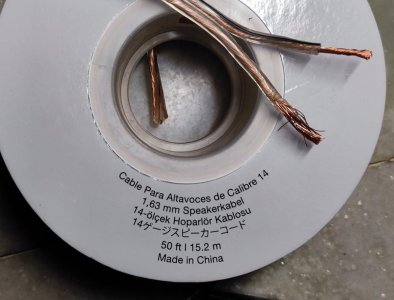 Cable Para Altavoces de Calibre 14
1,63 mm Speakerkabel
14-ölçek Hoparlör Kablosu
14ゲージスピーカーコード
50 ft | 15.2 m
Made in China